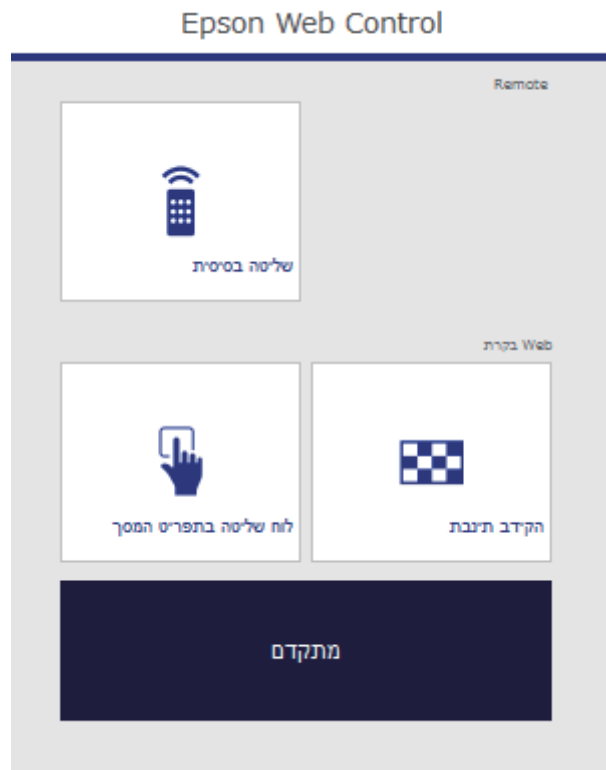 Epson Web Control
Remote
שליטה בסיסית
Web בקרת
הקידב תינבת
לוח שליטה בתפריט המסך
מתקדם